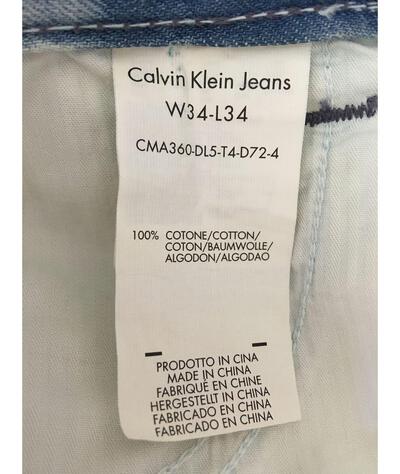 Calvin Klein Jeans
W34-L34
CMA360-DL5-T4-D72-4
100% COTONE/COTTON/
COTON/BAUMWOLLE/
ALGODON/ALGODAO
PRODOTTO IN CINA
MADE IN CHINA
FABRIQUÉ EN CHINE
HERGESTELLT IN CHINA
FABRICADO EN CHINA
FABRICADO EM CHINA